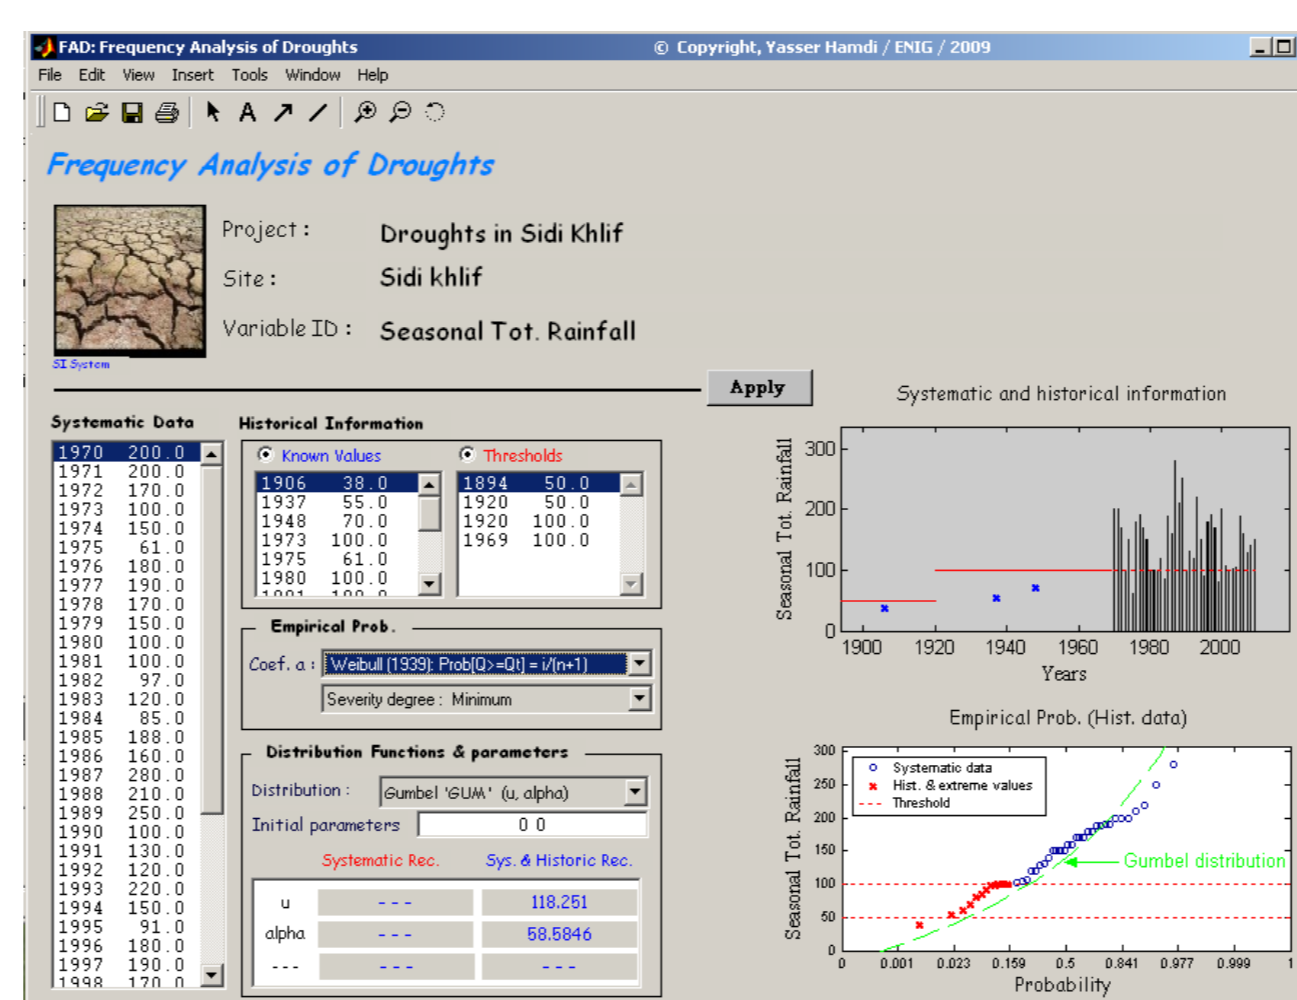 FAD: Frequency Analysis of Droughts © Copyright, Yasser Hamdi / ENIG / 2009
File Edit View Insert Tools Window Help
A
Frequency Analysis of Droughts
Project : Droughts in Sidi Khlif
Site : Sidi khlif
Variable ID : Seasonal Tot. Rainfall
SI System
Apply
Systematic Data
1970 200.0
1971 200.0
1972 170.0
1973 100.0
1974 150.0
1975 61.0
1976 180.0
1977 190.0
1978 170.0
1979 150.0
1980 100.0
1981 100.0
1982 97.0
1983 120.0
1984 85.0
1985 188.0
1986 160.0
1987 280.0
1988 210.0
1989 250.0
1990 100.0
1991 130.0
1992 120.0
1993 220.0
1994 150.0
1995 91.0
1996 180.0
1997 190.0
1998 170.0
Historical Information
Known Values
1906 38.0
1937 55.0
1948 70.0
1973 100.0
1975 61.0
1980 100.0
1981 100.0
Thresholds
1894 50.0
1920 50.0
1920 100.0
1969 100.0
Empirical Prob.
Coef. a : Weibull (1939): Prob[Q>=Qt] = i/(n+1)
Severity degree : Minimum
Distribution Functions & parameters
Distribution : Gumbel 'GUM' (u, alpha)
Initial parameters 0 0
Systematic Rec. Sys. & Historic Rec.
u - - - 118.251
alpha - - - 58.5846
- - - - - - - - -
Systematic and historical information
Seasonal Tot. Rainfall
300
200
100
0
1900 1920 1940 1960 1980 2000
Years
Empirical Prob. (Hist. data)
Seasonal Tot. Rainfall
300
250
200
150
100
50
0
Systematic data
Hist. & extreme values
Threshold
Gumbel distribution
0 0.001 0.023 0.159 0.5 0.841 0.977 0.999 1
Probability